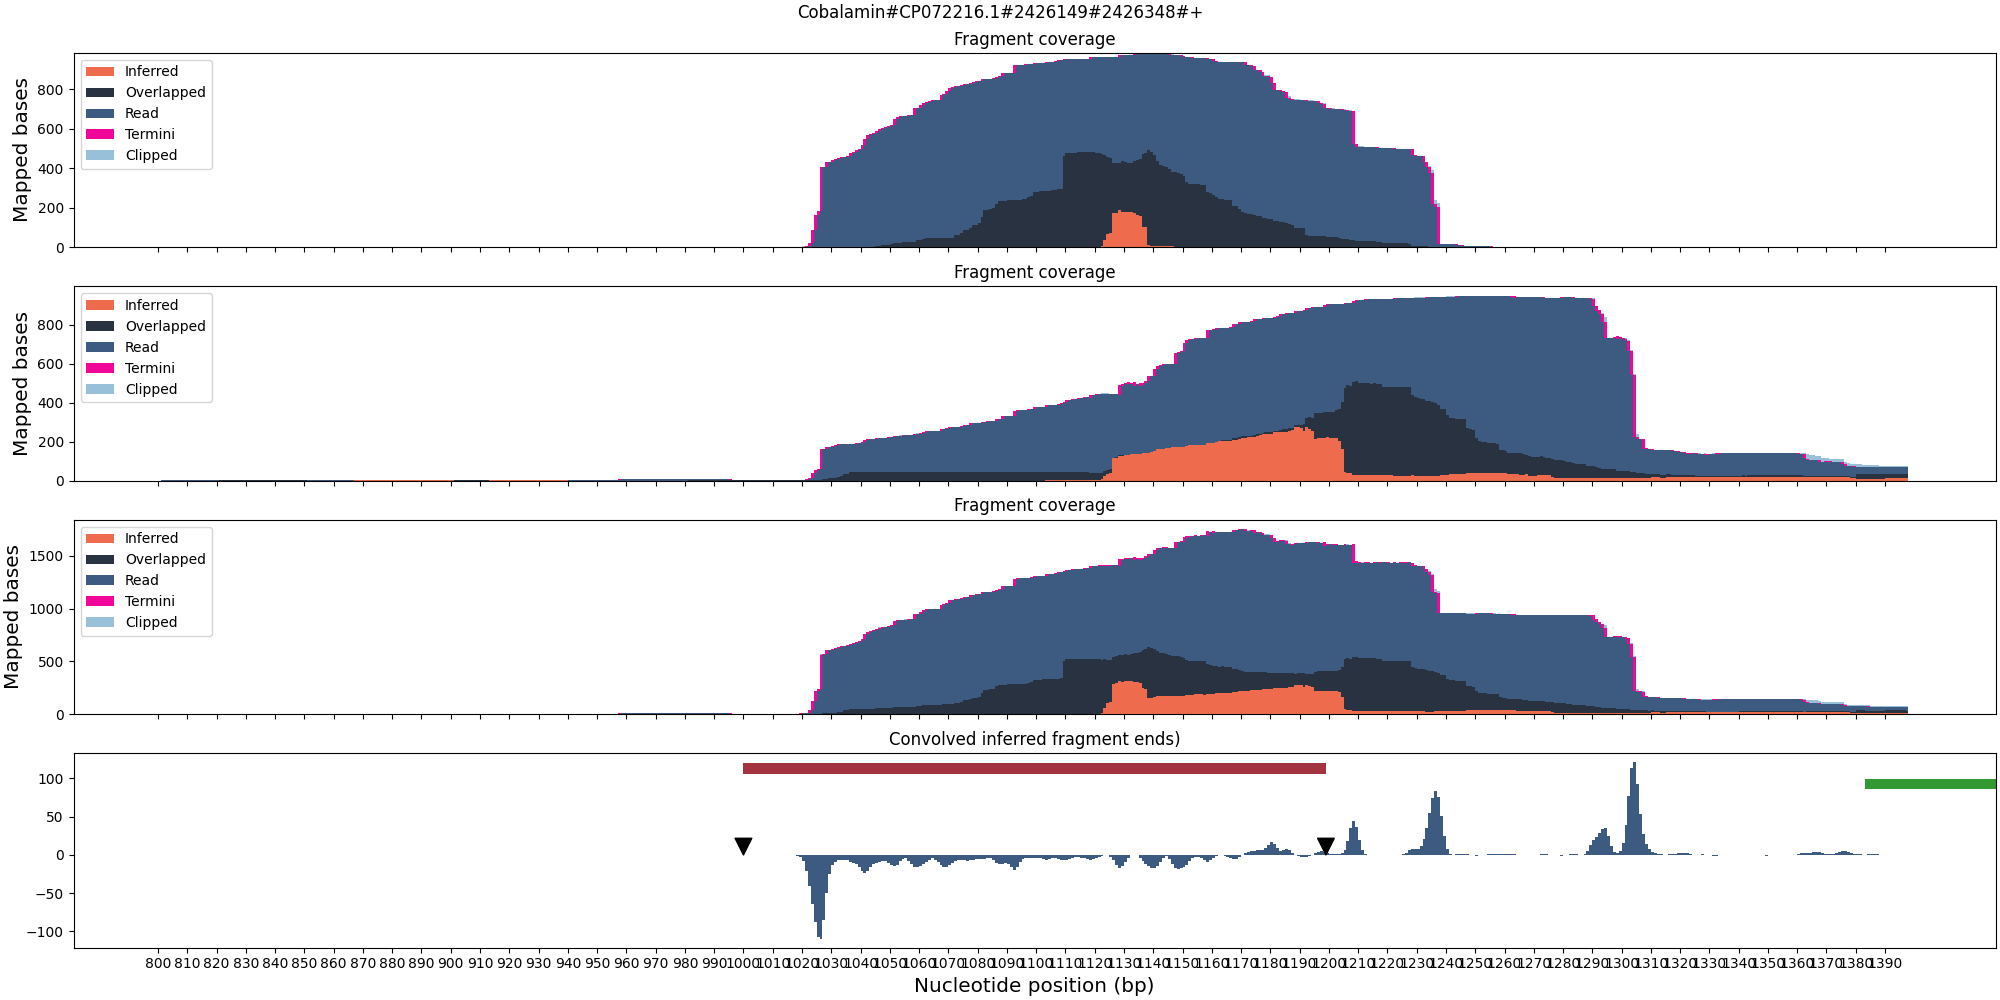 Cobalamin#CP072216.1#2426149#2426348#+
Fragment coverage
Mapped bases
800
600
400
200
0
Inferred
Overlapped
Read
Termini
Clipped
Fragment coverage
Mapped bases
800
600
400
200
0
Inferred
Overlapped
Read
Termini
Clipped
Fragment coverage
Mapped bases
1500
1000
500
0
Inferred
Overlapped
Read
Termini
Clipped
Convolved inferred fragment ends)
100
50
0
−50
−100
800 810 820 830 840 850 860 870 880 890 900 910 920 930 940 950 960 970 980 990 1000 1010 1020 1030 1040 1050 1060 1070 1080 1090 1100 1110 1120 1130 1140 1150 1160 1170 1180 1190 1200 1210 1220 1230 1240 1250 1260 1270 1280 1290 1300 1310 1320 1330 1340 1350 1360 1370 1380 1390
Nucleotide position (bp)